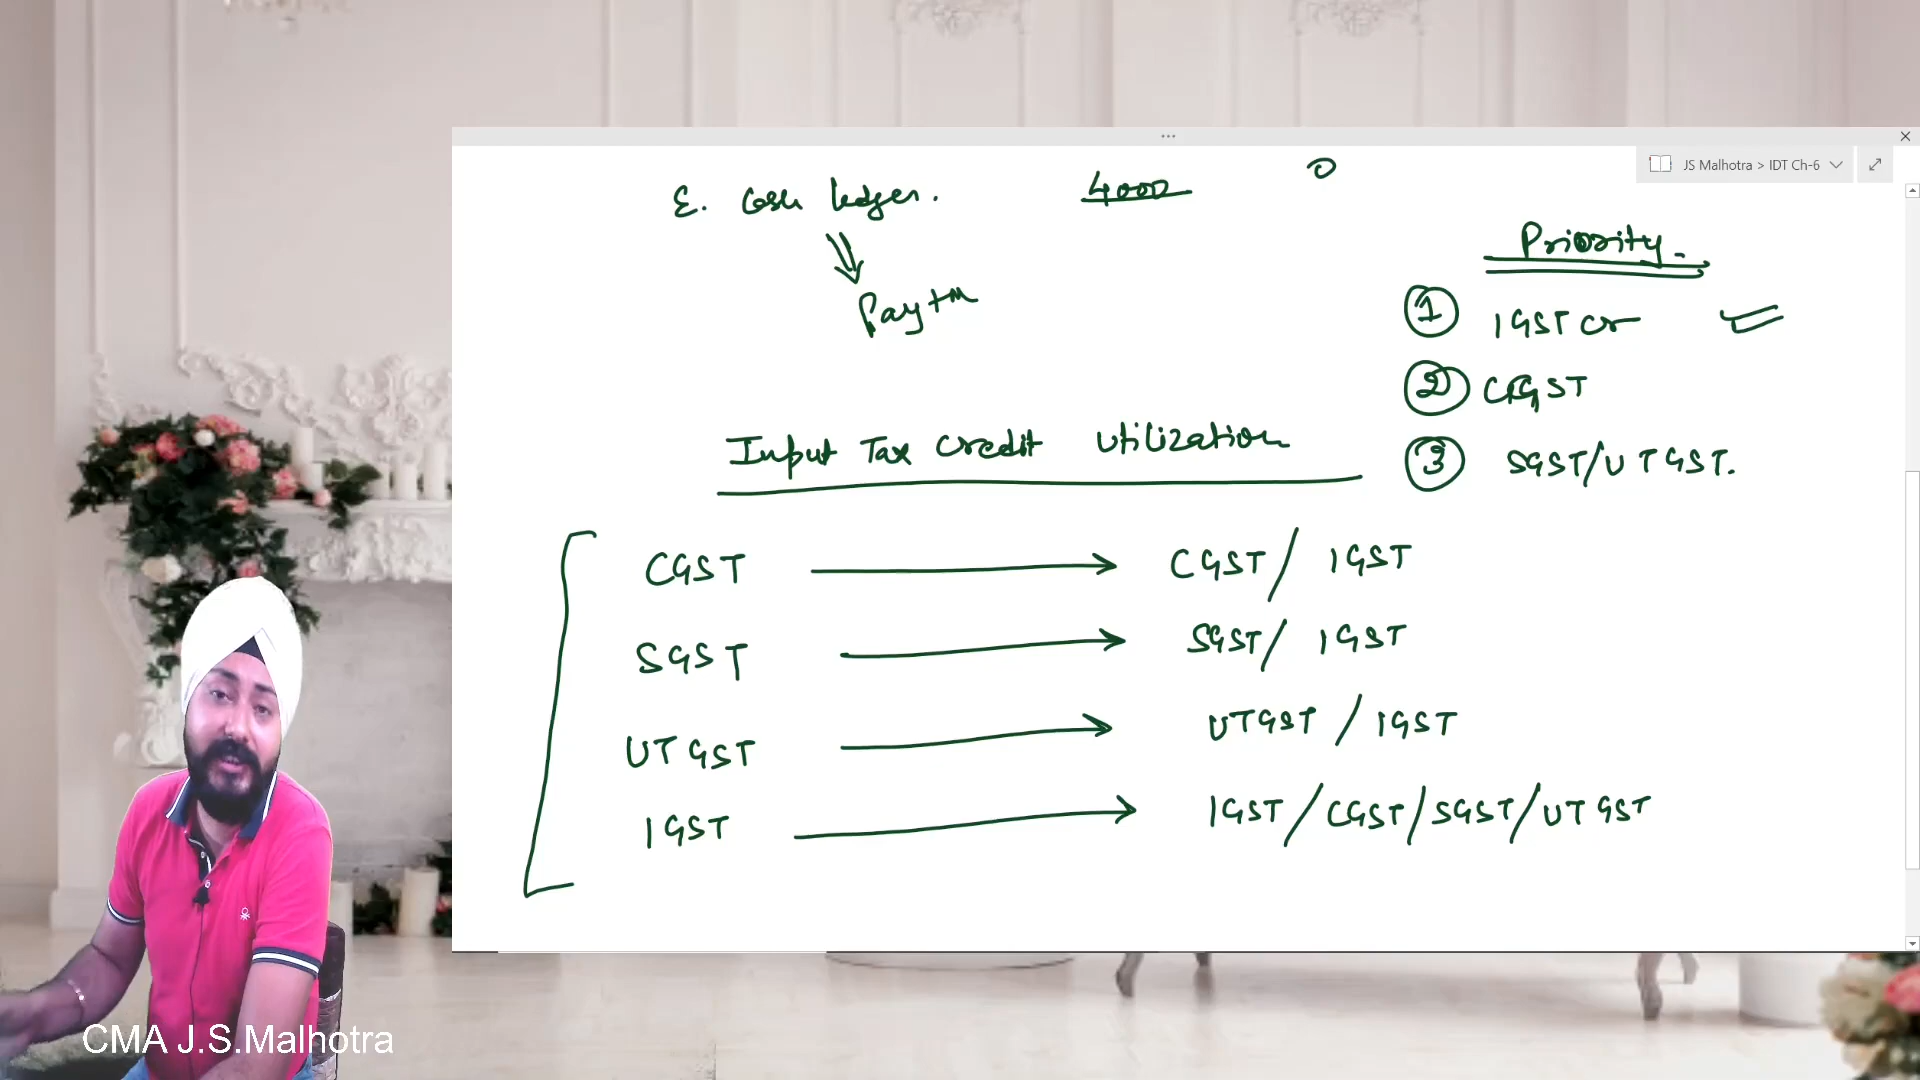 JS Malhotra > IDT Ch-6
E. Cash ledger. 4000 0
Paytm
Priority.
1 IGST cr
2 CGST
3 SGST/UTGST.
Input Tax Credit Utilization
CGST → CGST/ IGST
SGST → SGST/ IGST
UTGST → UTGST / IGST
IGST → IGST/CGST/SGST/UTGST
CMA J.S.Malhotra